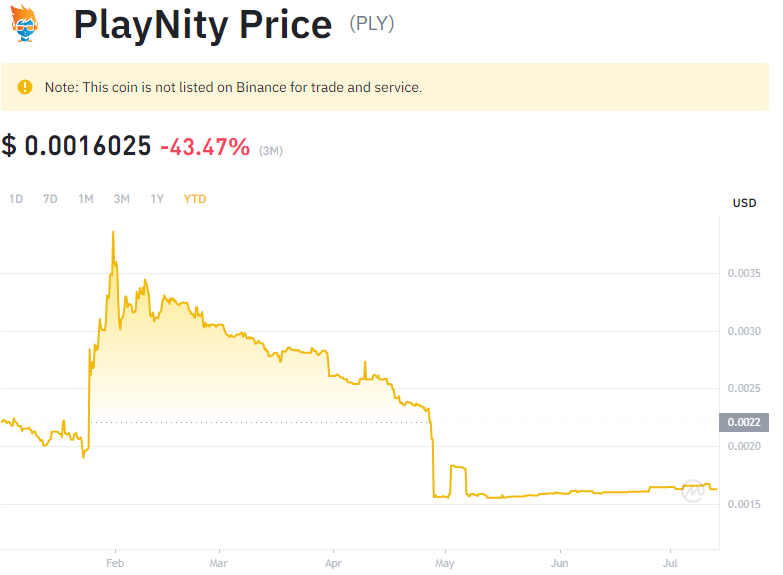 PlayNity Price (PLY)
Note: This coin is not listed on Binance for trade and service.
$ 0.0016025 -43.47% (3M)
1D 7D 1M 3M 1Y YTD
USD
0.0035
0.0030
0.0025
0.0022
0.0020
0.0015
Feb Mar Apr May Jun Jul